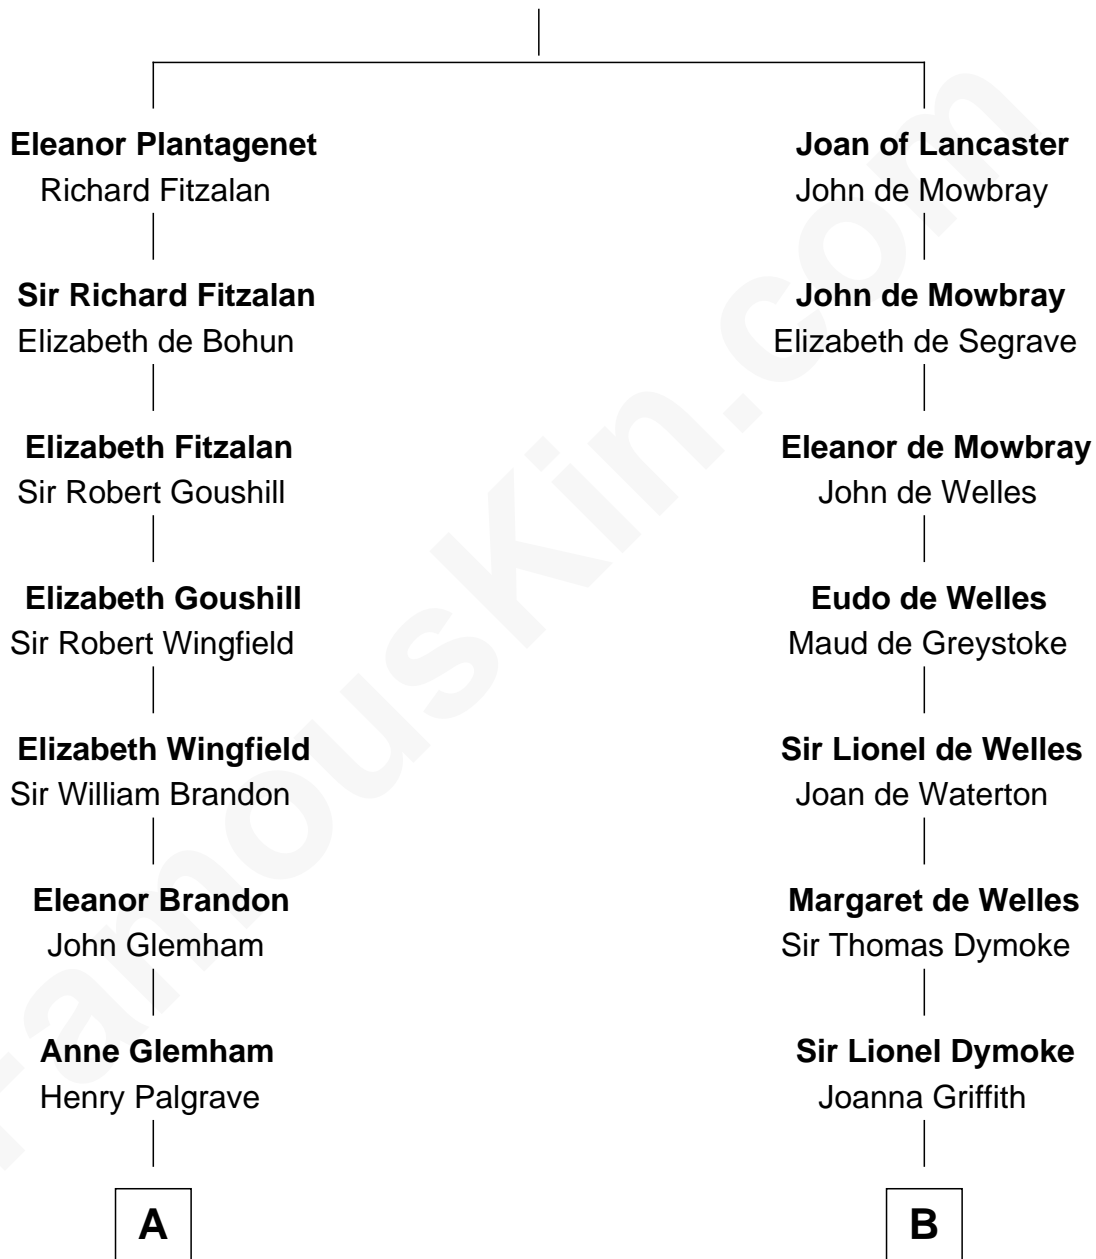 Eleanor Plantagenet
Richard Fitzalan
Sir Richard Fitzalan
Elizabeth de Bohun
Elizabeth Fitzalan
Sir Robert Goushill
Elizabeth Goushill
Sir Robert Wingfield
Elizabeth Wingfield
Sir William Brandon
Eleanor Brandon
John Glemham
Anne Glemham
Henry Palgrave
A
Joan of Lancaster
John de Mowbray
John de Mowbray
Elizabeth de Segrave
Eleanor de Mowbray
John de Welles
Eudo de Welles
Maud de Greystoke
Sir Lionel de Welles
Joan de Waterton
Margaret de Welles
Sir Thomas Dymoke
Sir Lionel Dymoke
Joanna Griffith
B
FamousKin.com